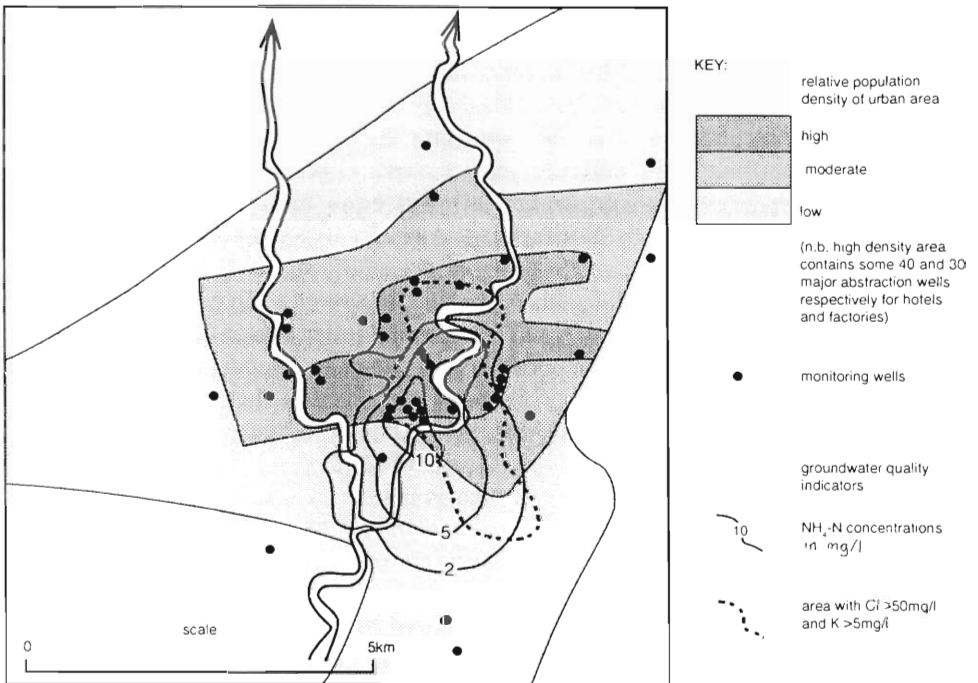 KEY:
relative population
density of urban area
high
moderate
low
(n.b. high density area
contains some 40 and 30
major abstraction wells
respectively for hotels
and factories)
monitoring wells
groundwater quality
indicators
10
NH4-N concentrations
in mg/l
area with Cl >50mg/l
and K >5mg/l
10
5
2
scale
0
5km